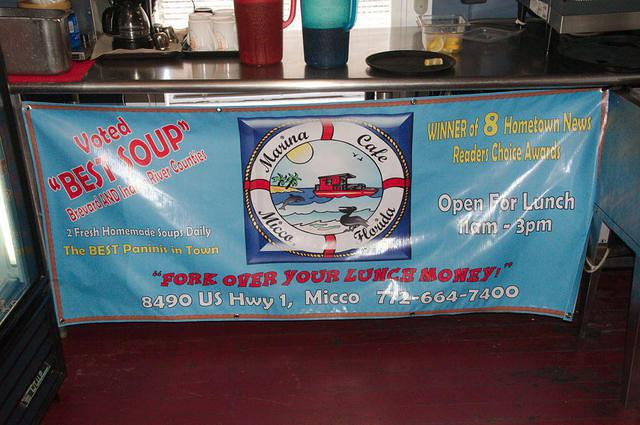 Voted
"BEST SOUP"
Brevard AND Indian River Counties
2 Fresh Homemade Soups Daily
The BEST Paninis in Town
Marina Cafe
Micco Florida
WINNER of 8 Hometown News
Readers Choice Awards
Open For Lunch
11am - 3pm
"FORK OVER YOUR LUNCH MONEY!"
8490 US Hwy 1, Micco 772-664-7400